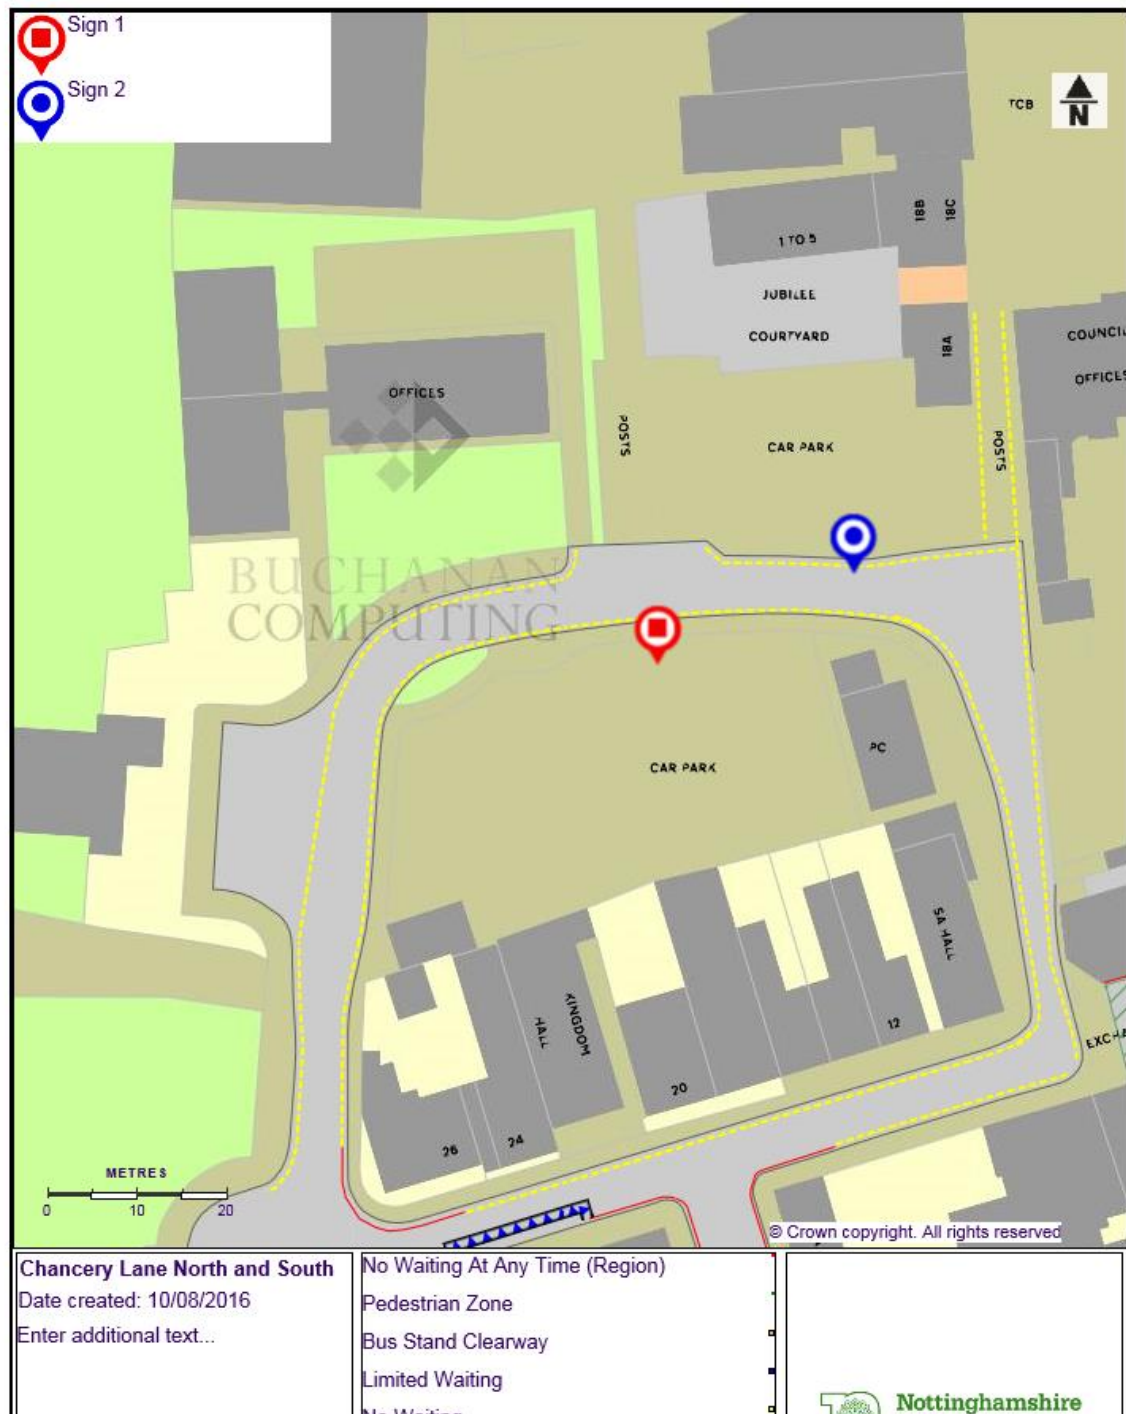 Sign 1
Sign 2
TCB
N
18B
18C
1 TO 5
JUBILEE
COURTYARD
18A
COUNCIL
OFFICES
OFFICES
POSTS
CAR PARK
POSTS
BUCHANAN
COMPUTING
CAR PARK
PC
SA HALL
KINGDOM
HALL
12
20
24
26
METRES
0 10 20
© Crown copyright. All rights reserved
Chancery Lane North and South
Date created: 10/08/2016
Enter additional text...
No Waiting At Any Time (Region)
Pedestrian Zone
Bus Stand Clearway
Limited Waiting
No Waiting
Nottinghamshire